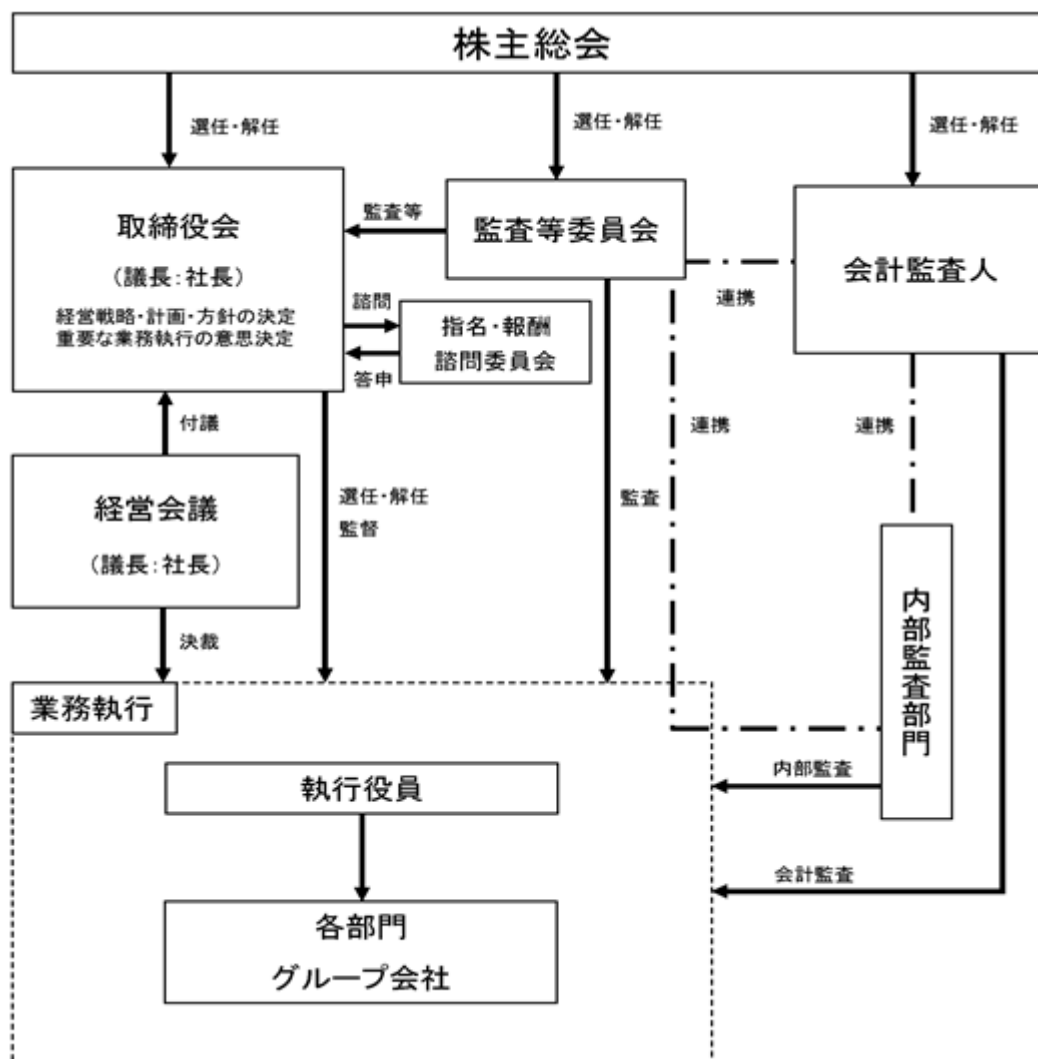 株主総会
選任・解任
選任・解任
選任・解任
取締役会
(議長:社長)
経営戦略・計画・方針の決定
重要な業務執行の意思決定
監査等
監査等委員会
会計監査人
連携
諮問
答申
指名・報酬
諮問委員会
付議
連携
連携
経営会議
(議長:社長)
選任・解任
監督
監査
決裁
内部監査部門
業務執行
内部監査
執行役員
会計監査
各部門
グループ会社